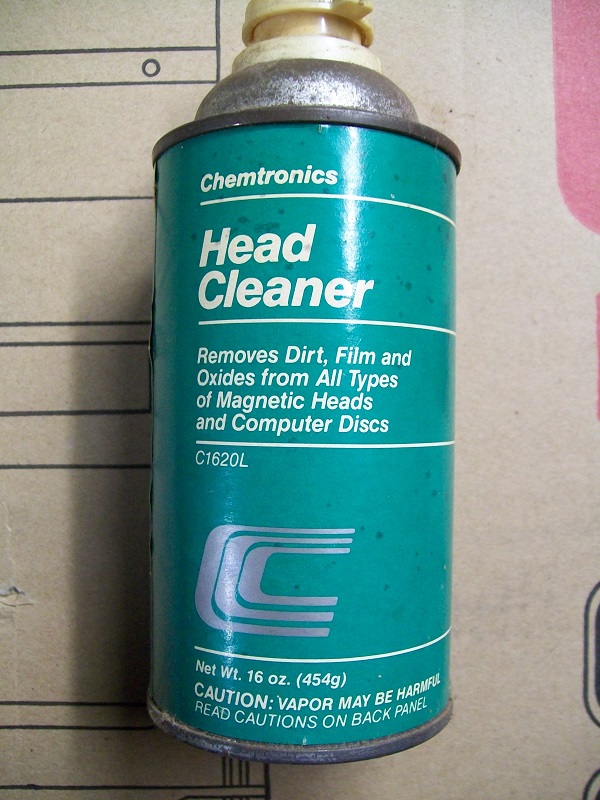 Chemtronics
Head
Cleaner
Removes Dirt, Film and
Oxides from All Types
of Magnetic Heads
and Computer Discs
C1620L
Net Wt. 16 oz. (454g)
CAUTION: VAPOR MAY BE HARMFUL
READ CAUTIONS ON BACK PANEL